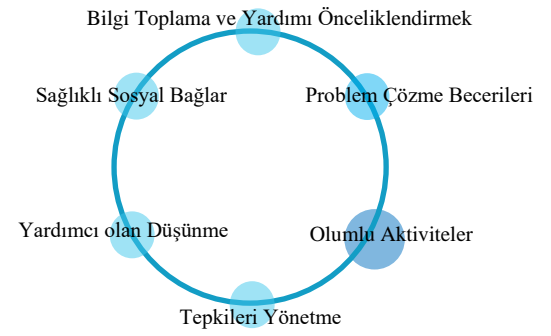 Bilgi Toplama ve Yardımı Önceliklendirmek
Sağlıklı Sosyal Bağlar
Problem Çözme Becerileri
Yardımcı olan Düşünme
Olumlu Aktiviteler
Tepkileri Yönetme